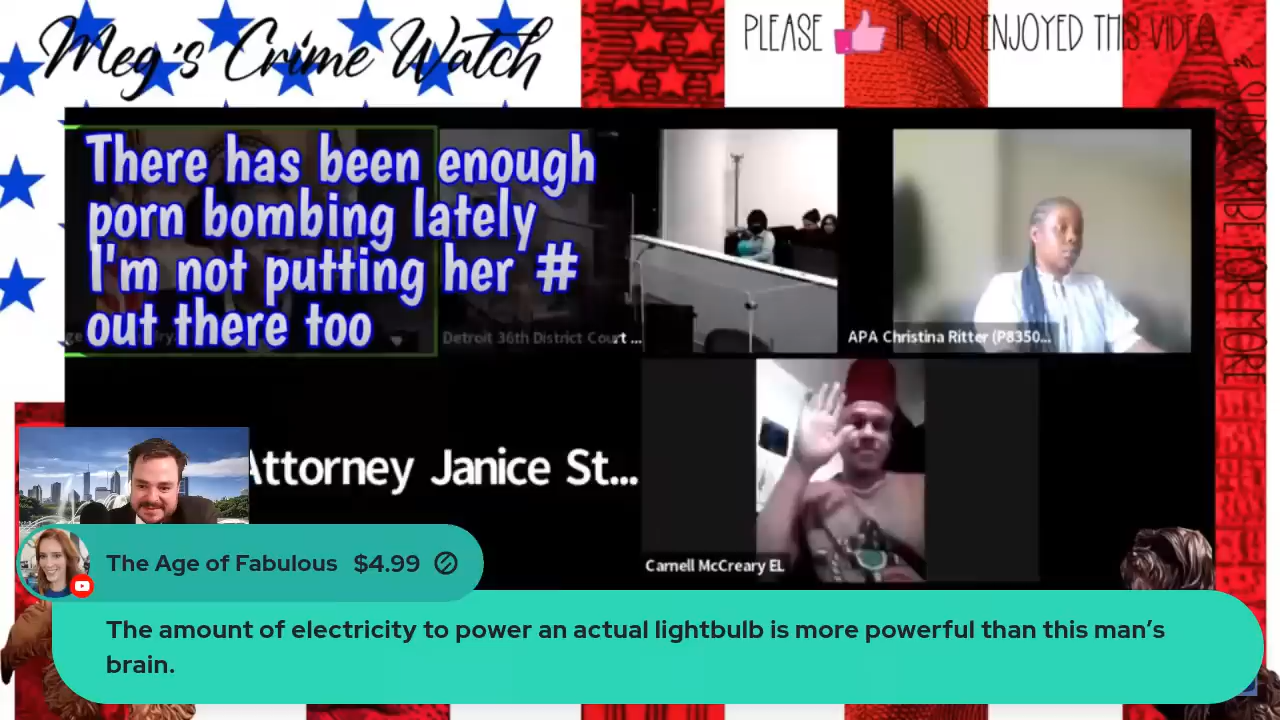 Meg's Crime Watch
PLEASE IF YOU ENJOYED THIS VIDEO
& SUBSCRIBE FOR MORE
There has been enough
porn bombing lately
I'm not putting her #
out there too
Detroit 36th District Court ...
APA Christina Ritter (P8350...
Attorney Janice St...
Carnell McCreary EL
The Age of Fabulous $4.99
The amount of electricity to power an actual lightbulb is more powerful than this man's
brain.